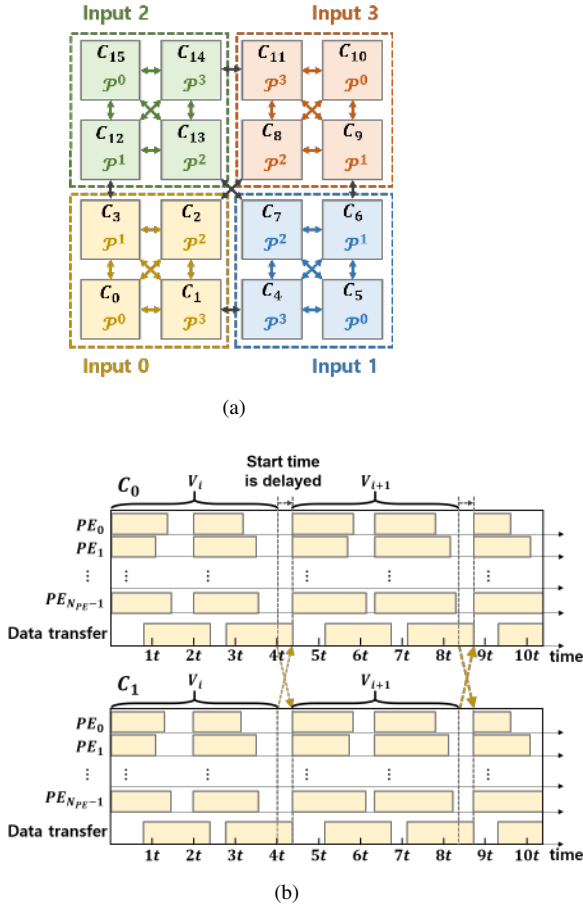 Input 2 Input 3
C15 C14 C11 C10
𝒫0 𝒫3 𝒫3 𝒫0
C12 C13 C8 C9
𝒫1 𝒫2 𝒫2 𝒫1
C3 C2 C7 C6
𝒫1 𝒫2 𝒫2 𝒫1
C0 C1 C4 C5
𝒫0 𝒫3 𝒫3 𝒫0
Input 0 Input 1
(a)
Start time
is delayed
C0 Vi Vi+1
PE0
PE1
⋮ ⋮ ⋮ ⋮ ⋮ ⋮
PENPE−1
Data transfer
1t 2t 3t 4t 5t 6t 7t 8t 9t 10t time
C1 Vi Vi+1
PE0
PE1
⋮ ⋮ ⋮ ⋮ ⋮ ⋮
PENPE−1
Data transfer
1t 2t 3t 4t 5t 6t 7t 8t 9t 10t time
(b)